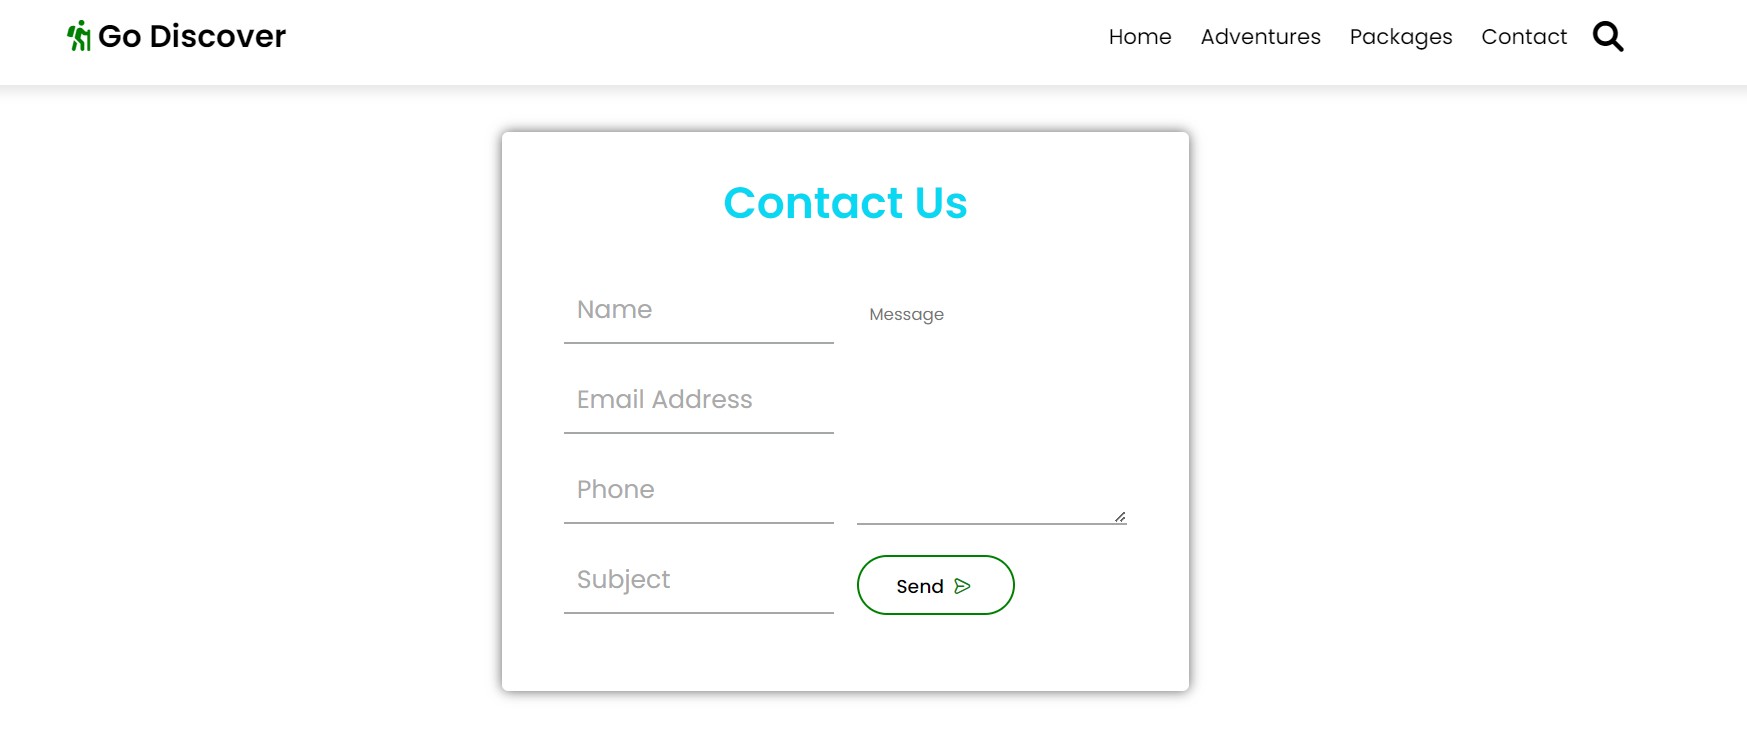 Go Discover
Home Adventures Packages Contact
Contact Us
Name
Message
Email Address
Phone
Subject
Send